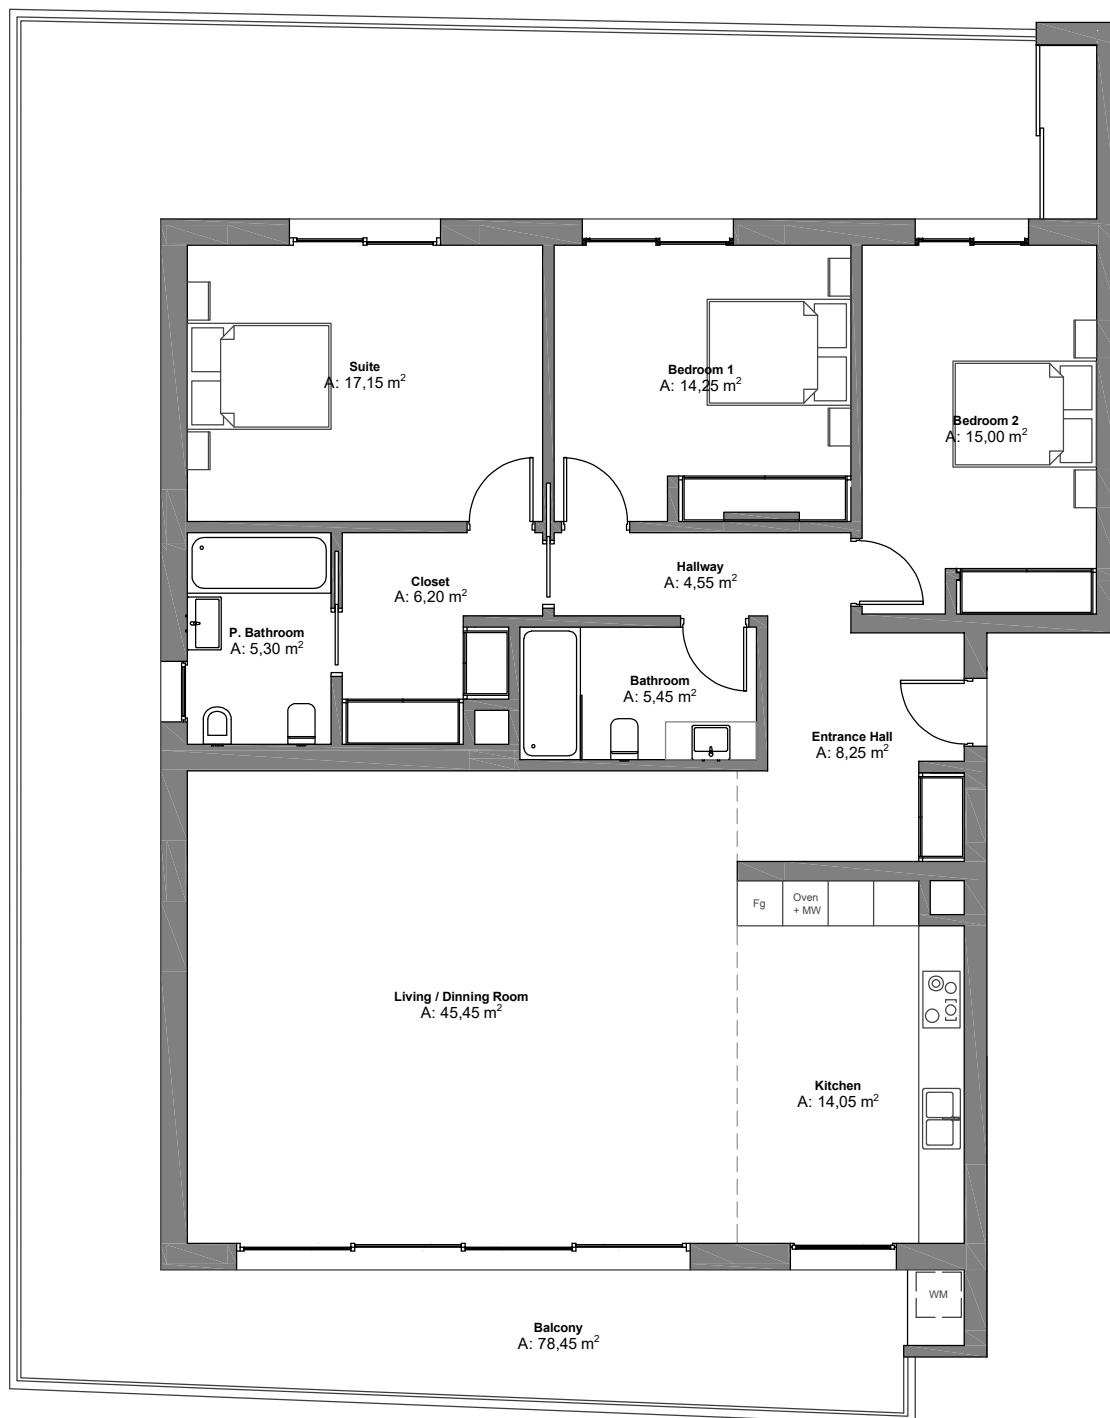 Suite
A: 17,15 m²
Bedroom 1
A: 14,25 m²
Bedroom 2
A: 15,00 m²
Hallway
A: 4,55 m²
Closet
A: 6,20 m²
P. Bathroom
A: 5,30 m²
Bathroom
A: 5,45 m²
Entrance Hall
A: 8,25 m²
Fg
Oven
+ MW
Living / Dinning Room
A: 45,45 m²
Kitchen
A: 14,05 m²
WM
Balcony
A: 78,45 m²